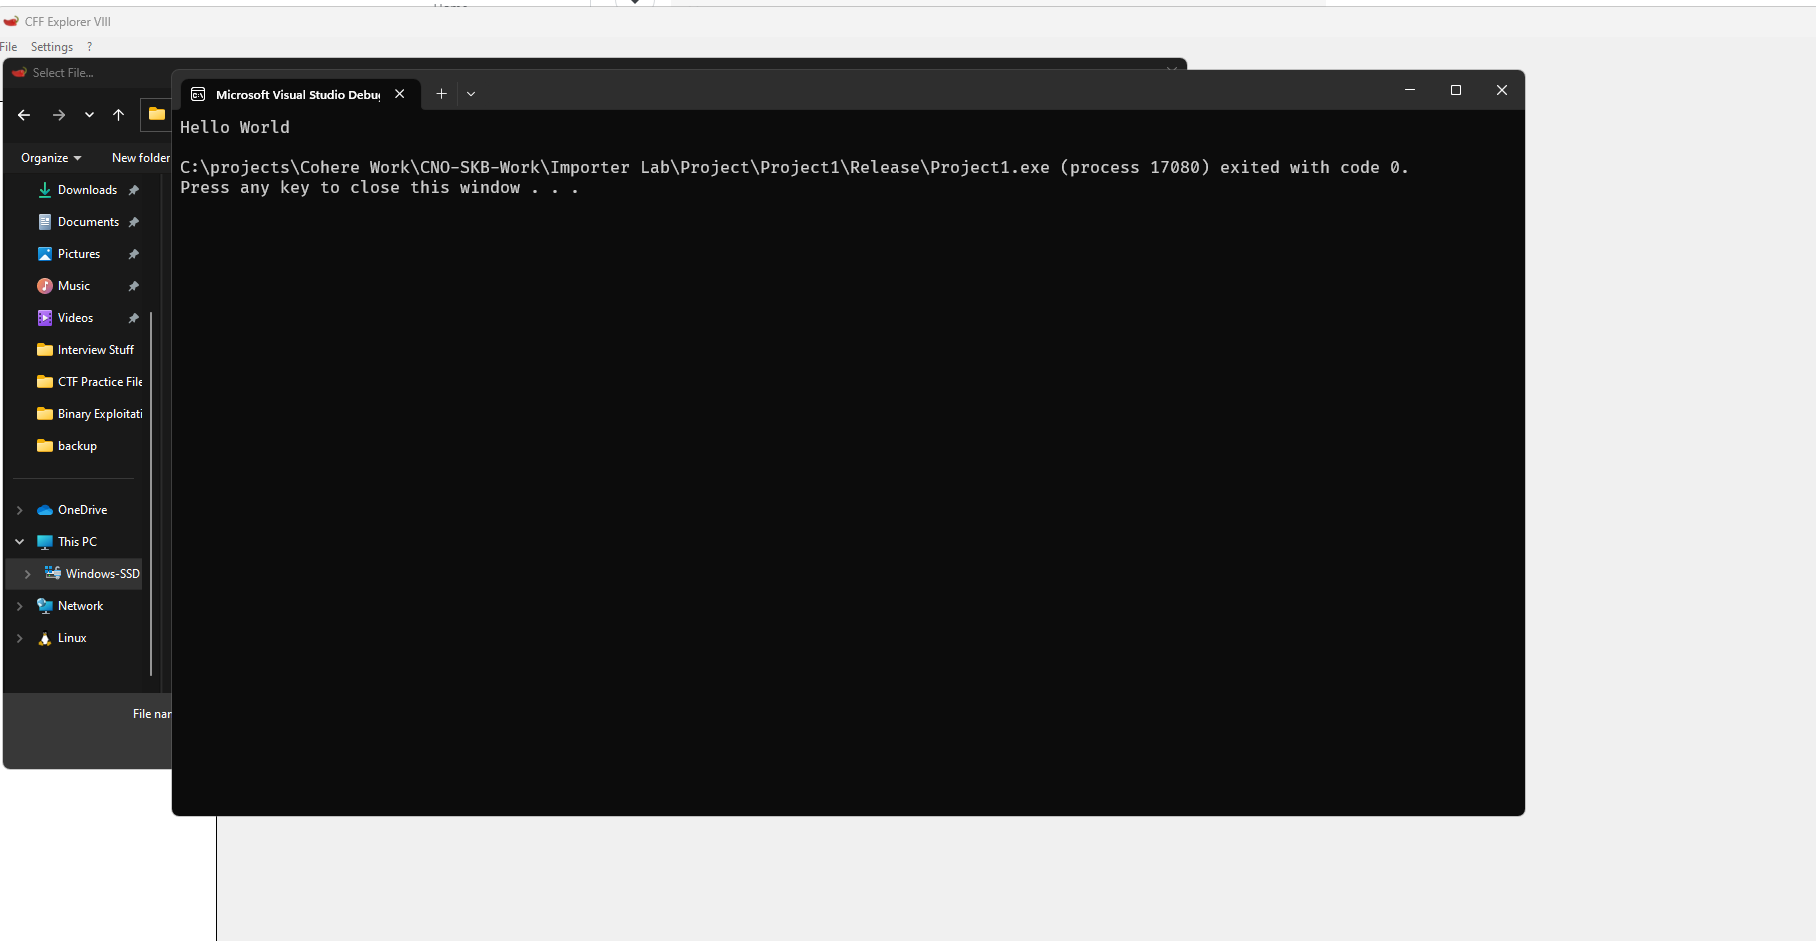 CFF Explorer VIII
File Settings ?
Select File...
Microsoft Visual Studio Debug
Organize New folder
Downloads
Documents
Pictures
Music
Videos
Interview Stuff
CTF Practice File
Binary Exploitati
backup
OneDrive
This PC
Windows-SSD
Network
Linux
File nar
Hello World
C:\projects\Cohere Work\CNO-SKB-Work\Importer Lab\Project\Project1\Release\Project1.exe (process 17080) exited with code 0.
Press any key to close this window . . .